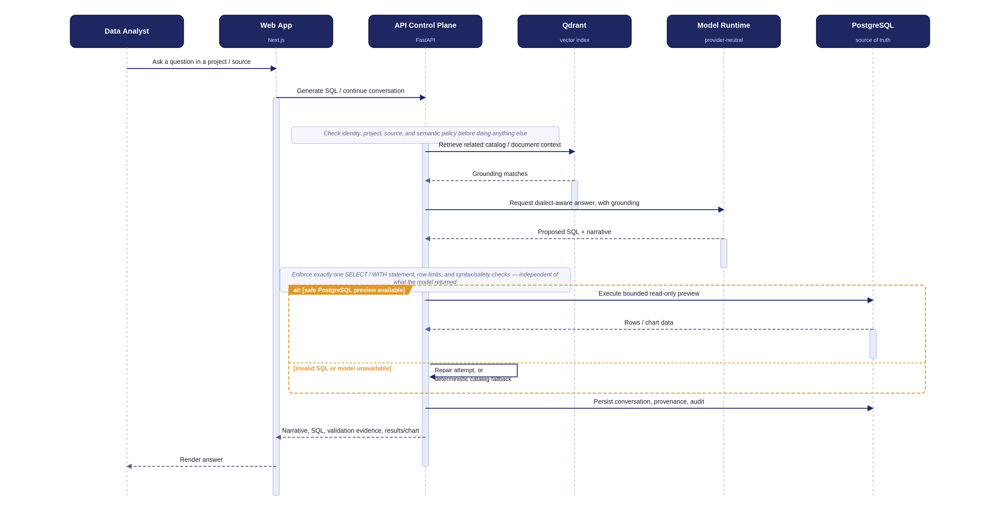 Data Analyst
Web App
Next.js
API Control Plane
FastAPI
Qdrant
vector index
Model Runtime
provider-neutral
PostgreSQL
source of truth
Ask a question in a project / source
Generate SQL / continue conversation
Check identity, project, source, and semantic policy before doing anything else
Retrieve related catalog / document context
Grounding matches
Request dialect-aware answer, with grounding
Proposed SQL + narrative
Enforce exactly one SELECT / WITH statement, row limits, and syntax/safety checks — independent of
what the model returned
alt [safe PostgreSQL preview available]
Execute bounded read-only preview
Rows / chart data
[invalid SQL or model unavailable]
Repair attempt, or
deterministic catalog fallback
Persist conversation, provenance, audit
Narrative, SQL, validation evidence, results/chart
Render answer